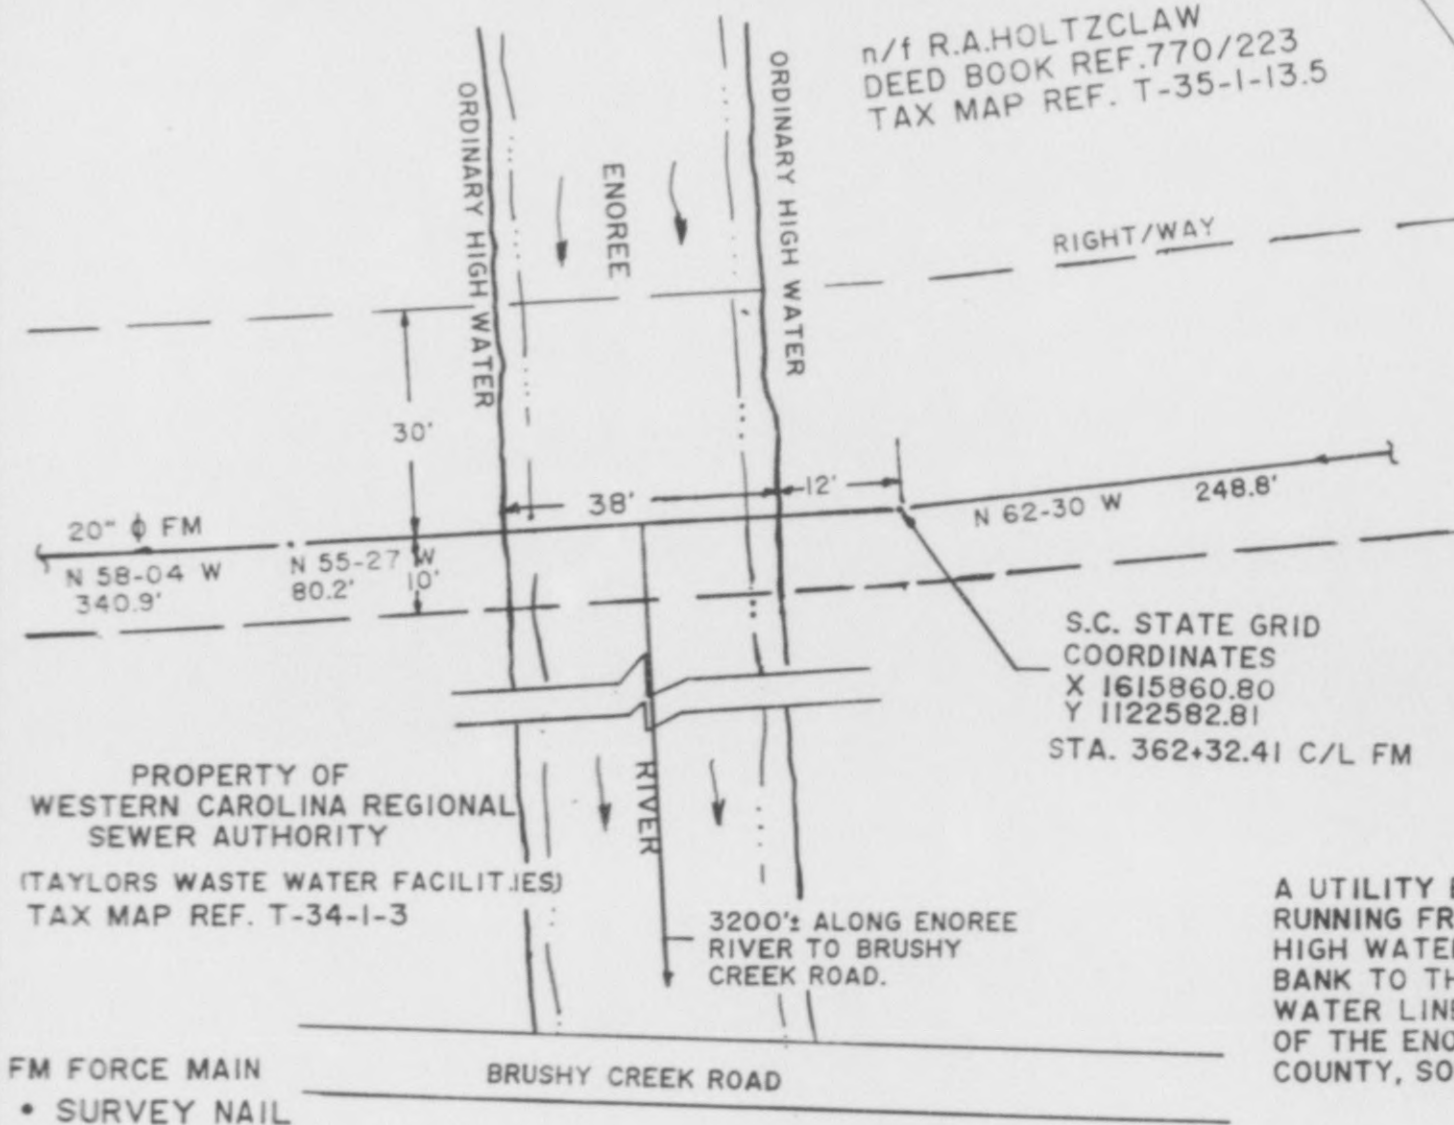 n/f R.A.HOLTZCLAW
DEED BOOK REF.770/223
TAX MAP REF. T-35-1-13.5
ORDINARY HIGH WATER
ENOREE
ORDINARY HIGH WATER
RIGHT/WAY
30'
38'
12'
N 62-30 W 248.8'
20" ϕ FM
N 58-04 W
340.9'
N 55-27 W
80.2'
10'
S.C. STATE GRID
COORDINATES
X 1615860.80
Y 1122582.81
STA. 362+32.41 C/L FM
PROPERTY OF
WESTERN CAROLINA REGIONAL
SEWER AUTHORITY
(TAYLORS WASTE WATER FACILITIES)
TAX MAP REF. T-34-1-3
RIVER
3200'± ALONG ENOREE
RIVER TO BRUSHY
CREEK ROAD.
A UTILITY
RUNNING FR
HIGH WATE
BANK TO TH
WATER LIN
OF THE ENO
COUNTY, SO
BRUSHY CREEK ROAD
FM FORCE MAIN
• SURVEY NAIL